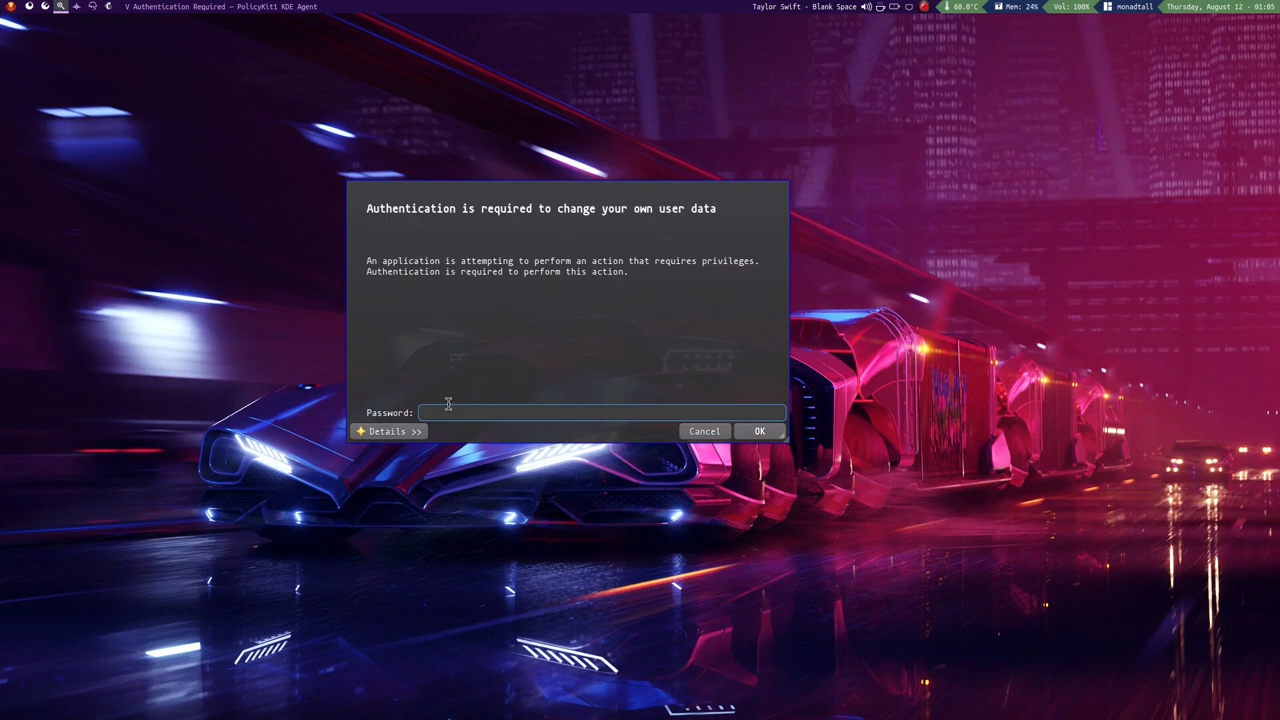 V Authentication Required — PolicyKit1 KDE Agent
Taylor Swift - Blank Space
60.0°C
Mem: 24%
Vol: 100%
monadtall
Thursday, August 12 - 01:05
Authentication is required to change your own user data
An application is attempting to perform an action that requires privileges.
Authentication is required to perform this action.
Password:
Details >>
Cancel
OK